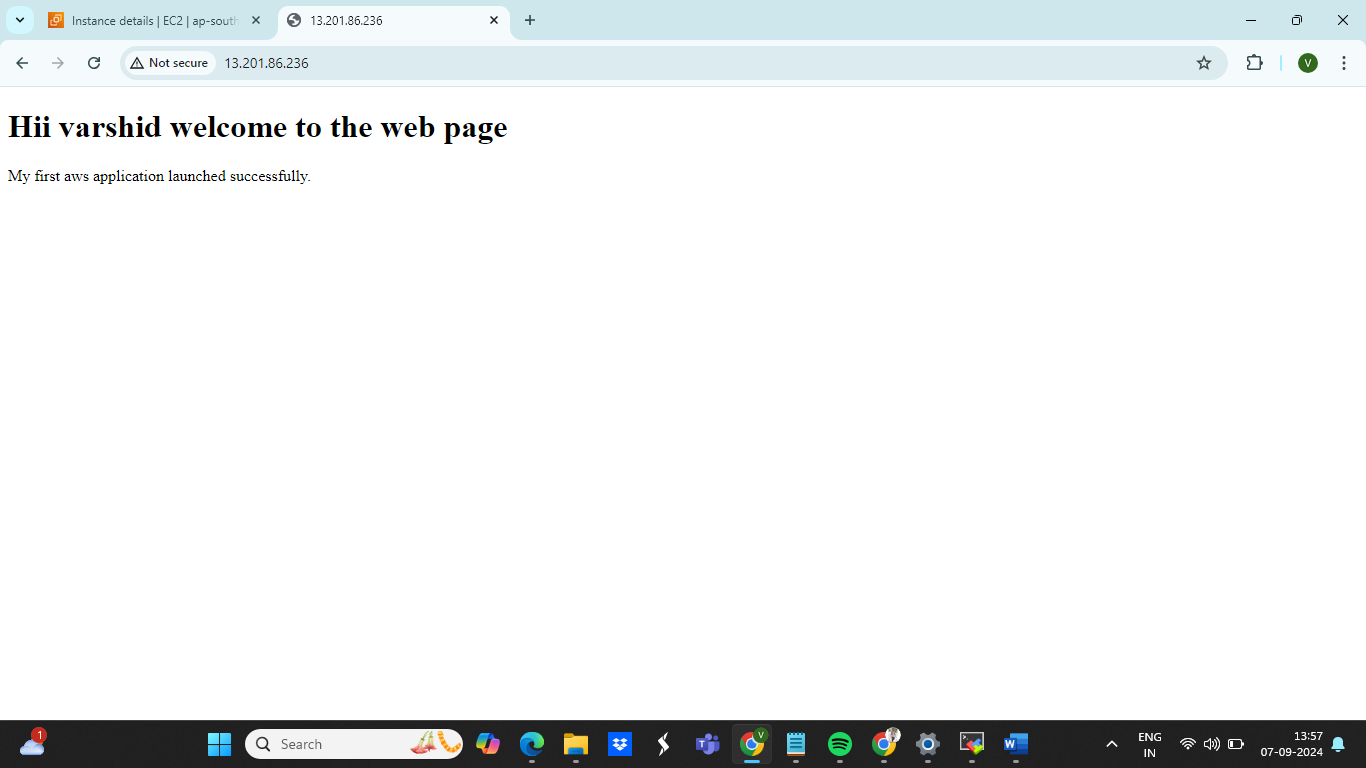 Instance details | EC2 | ap-south
13.201.86.236
Not secure
13.201.86.236
V
Hii varshid welcome to the web page
My first aws application launched successfully.
1
Search
V
ENG
IN
13:57
07-09-2024